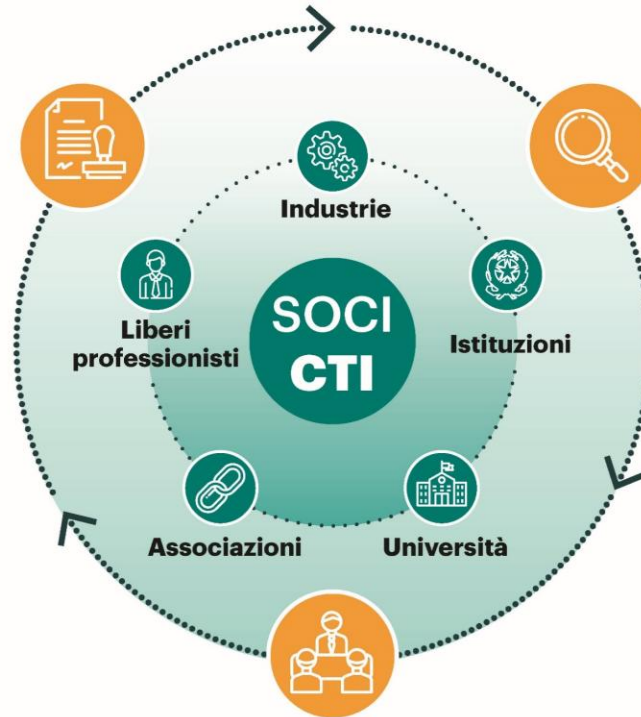 Industrie
Liberi
professionisti
SOCI
CTI
Istituzioni
Associazioni
Università